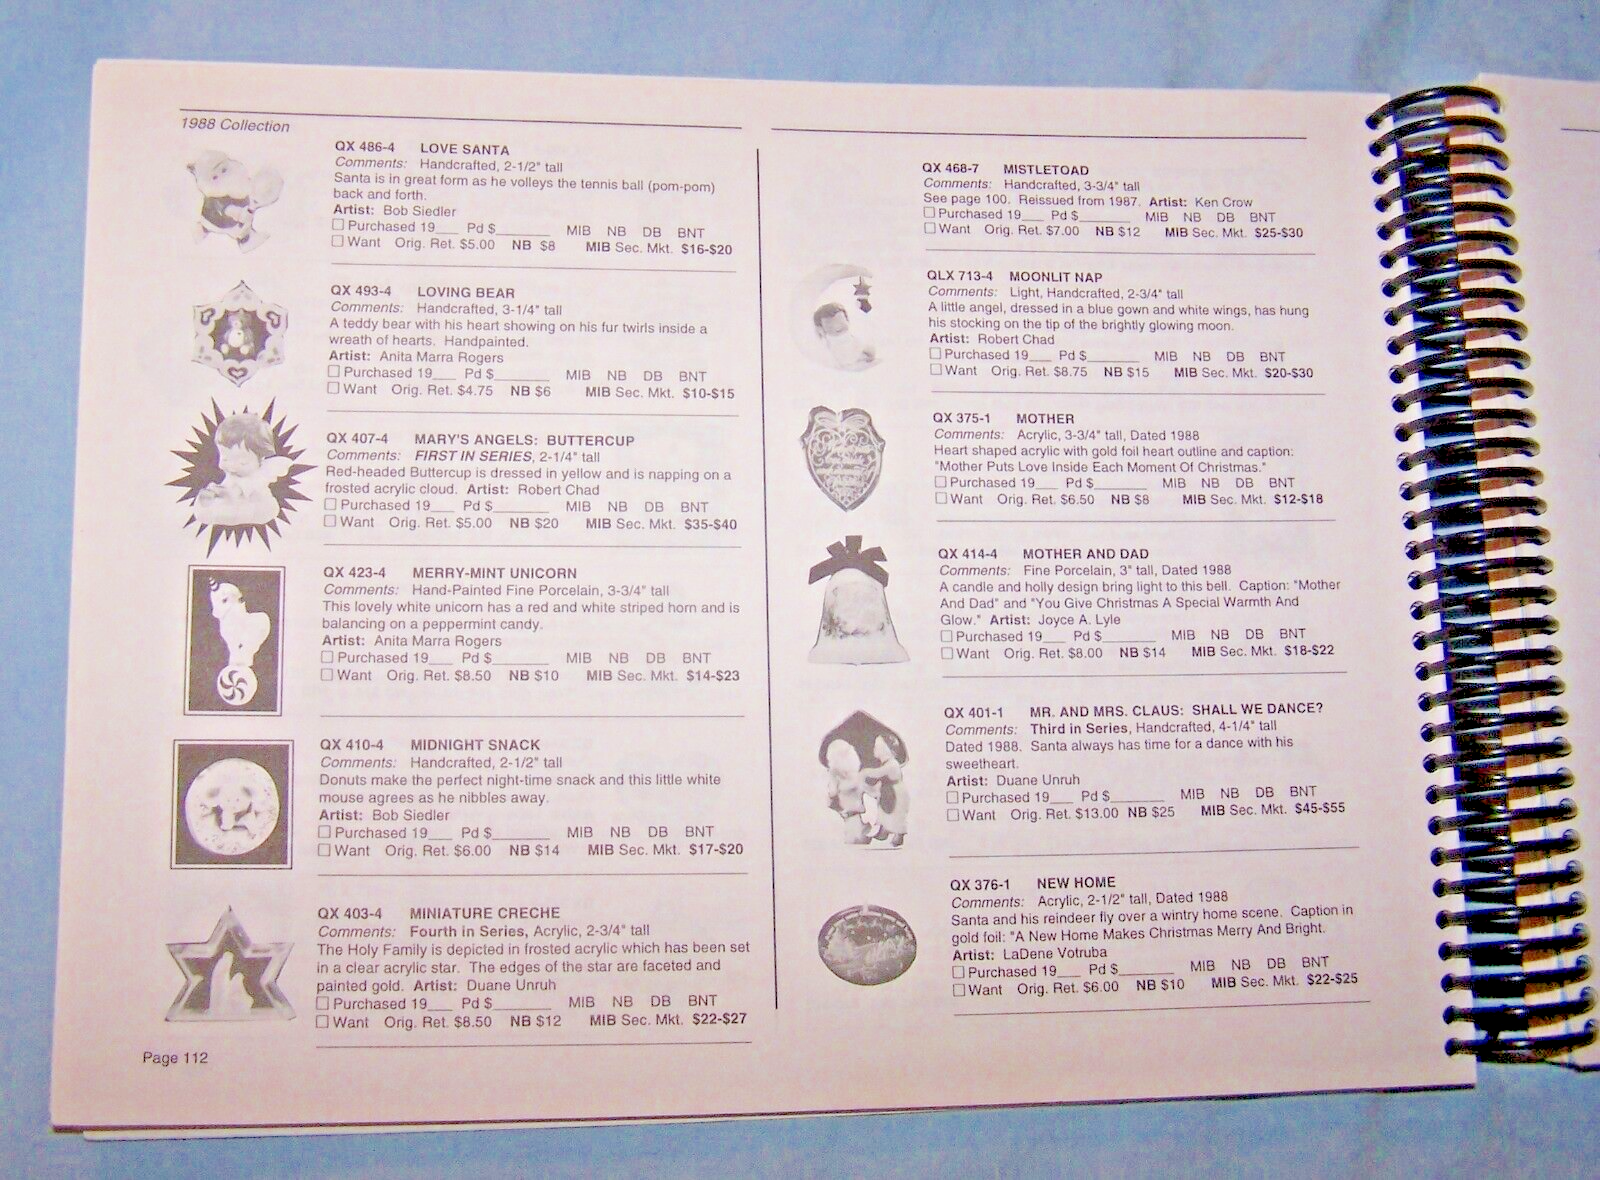 1988 Collection
QX 486-4 LOVE SANTA
Comments: Handcrafted, 2-1/2" tall
Santa is in great form as he volleys the tennis ball (pom-pom)
back and forth.
Artist: Bob Siedler
☐ Purchased 19___ Pd $_______ MIB NB DB BNT
☐ Want Orig. Ret. $5.00 NB $8 MIB Sec. Mkt. $16-$20
QX 493-4 LOVING BEAR
Comments: Handcrafted, 3-1/4" tall
A teddy bear with his heart showing on his fur twirls inside a
wreath of hearts. Handpainted.
Artist: Anita Marra Rogers
☐ Purchased 19___ Pd $_______ MIB NB DB BNT
☐ Want Orig. Ret. $4.75 NB $6 MIB Sec. Mkt. $10-$15
QX 407-4 MARY'S ANGELS: BUTTERCUP
Comments: FIRST IN SERIES, 2-1/4" tall
Red-headed Buttercup is dressed in yellow and is napping on a
frosted acrylic cloud. Artist: Robert Chad
☐ Purchased 19___ Pd $_______ MIB NB DB BNT
☐ Want Orig. Ret. $5.00 NB $20 MIB Sec. Mkt. $35-$40
QX 423-4 MERRY-MINT UNICORN
Comments: Hand-Painted Fine Porcelain, 3-3/4" tall
This lovely white unicorn has a red and white striped horn and is
balancing on a peppermint candy.
Artist: Anita Marra Rogers
☐ Purchased 19___ Pd $_______ MIB NB DB BNT
☐ Want Orig. Ret. $8.50 NB $10 MIB Sec. Mkt. $14-$23
QX 410-4 MIDNIGHT SNACK
Comments: Handcrafted, 2-1/2" tall
Donuts make the perfect night-time snack and this little white
mouse agrees as he nibbles away.
Artist: Bob Siedler
☐ Purchased 19___ Pd $_______ MIB NB DB BNT
☐ Want Orig. Ret. $6.00 NB $14 MIB Sec. Mkt. $17-$20
QX 403-4 MINIATURE CRECHE
Comments: Fourth in Series, Acrylic, 2-3/4" tall
The Holy Family is depicted in frosted acrylic which has been set
in a clear acrylic star. The edges of the star are faceted and
painted gold. Artist: Duane Unruh
☐ Purchased 19___ Pd $_______ MIB NB DB BNT
☐ Want Orig. Ret. $8.50 NB $12 MIB Sec. Mkt. $22-$27
Page 112
QX 468-7 MISTLETOAD
Comments: Handcrafted, 3-3/4" tall
See page 100. Reissued from 1987. Artist: Ken Crow
☐ Purchased 19___ Pd $_______ MIB NB DB BNT
☐ Want Orig. Ret. $7.00 NB $12 MIB Sec. Mkt. $25-$30
QLX 713-4 MOONLIT NAP
Comments: Light, Handcrafted, 2-3/4" tall
A little angel, dressed in a blue gown and white wings, has hung
his stocking on the tip of the brightly glowing moon.
Artist: Robert Chad
☐ Purchased 19___ Pd $_______ MIB NB DB BNT
☐ Want Orig. Ret. $8.75 NB $15 MIB Sec. Mkt. $20-$30
QX 375-1 MOTHER
Comments: Acrylic, 3-3/4" tall, Dated 1988
Heart shaped acrylic with gold foil heart outline and caption:
"Mother Puts Love Inside Each Moment Of Christmas."
☐ Purchased 19___ Pd $_______ MIB NB DB BNT
☐ Want Orig. Ret. $6.50 NB $8 MIB Sec. Mkt. $12-$18
QX 414-4 MOTHER AND DAD
Comments: Fine Porcelain, 3" tall, Dated 1988
A candle and holly design bring light to this bell. Caption: "Mother
And Dad" and "You Give Christmas A Special Warmth And
Glow." Artist: Joyce A. Lyle
☐ Purchased 19___ Pd $_______ MIB NB DB BNT
☐ Want Orig. Ret. $8.00 NB $14 MIB Sec. Mkt. $18-$22
QX 401-1 MR. AND MRS. CLAUS: SHALL WE DANCE?
Comments: Third in Series, Handcrafted, 4-1/4" tall
Dated 1988. Santa always has time for a dance with his
sweetheart.
Artist: Duane Unruh
☐ Purchased 19___ Pd $_______ MIB NB DB BNT
☐ Want Orig. Ret. $13.00 NB $25 MIB Sec. Mkt. $45-$55
QX 376-1 NEW HOME
Comments: Acrylic, 2-1/2" tall, Dated 1988
Santa and his reindeer fly over a wintry home scene. Caption in
gold foil: "A New Home Makes Christmas Merry And Bright.
Artist: LaDene Votruba
☐ Purchased 19___ Pd $_______ MIB NB DB BNT
☐ Want Orig. Ret. $6.00 NB $10 MIB Sec. Mkt. $22-$25